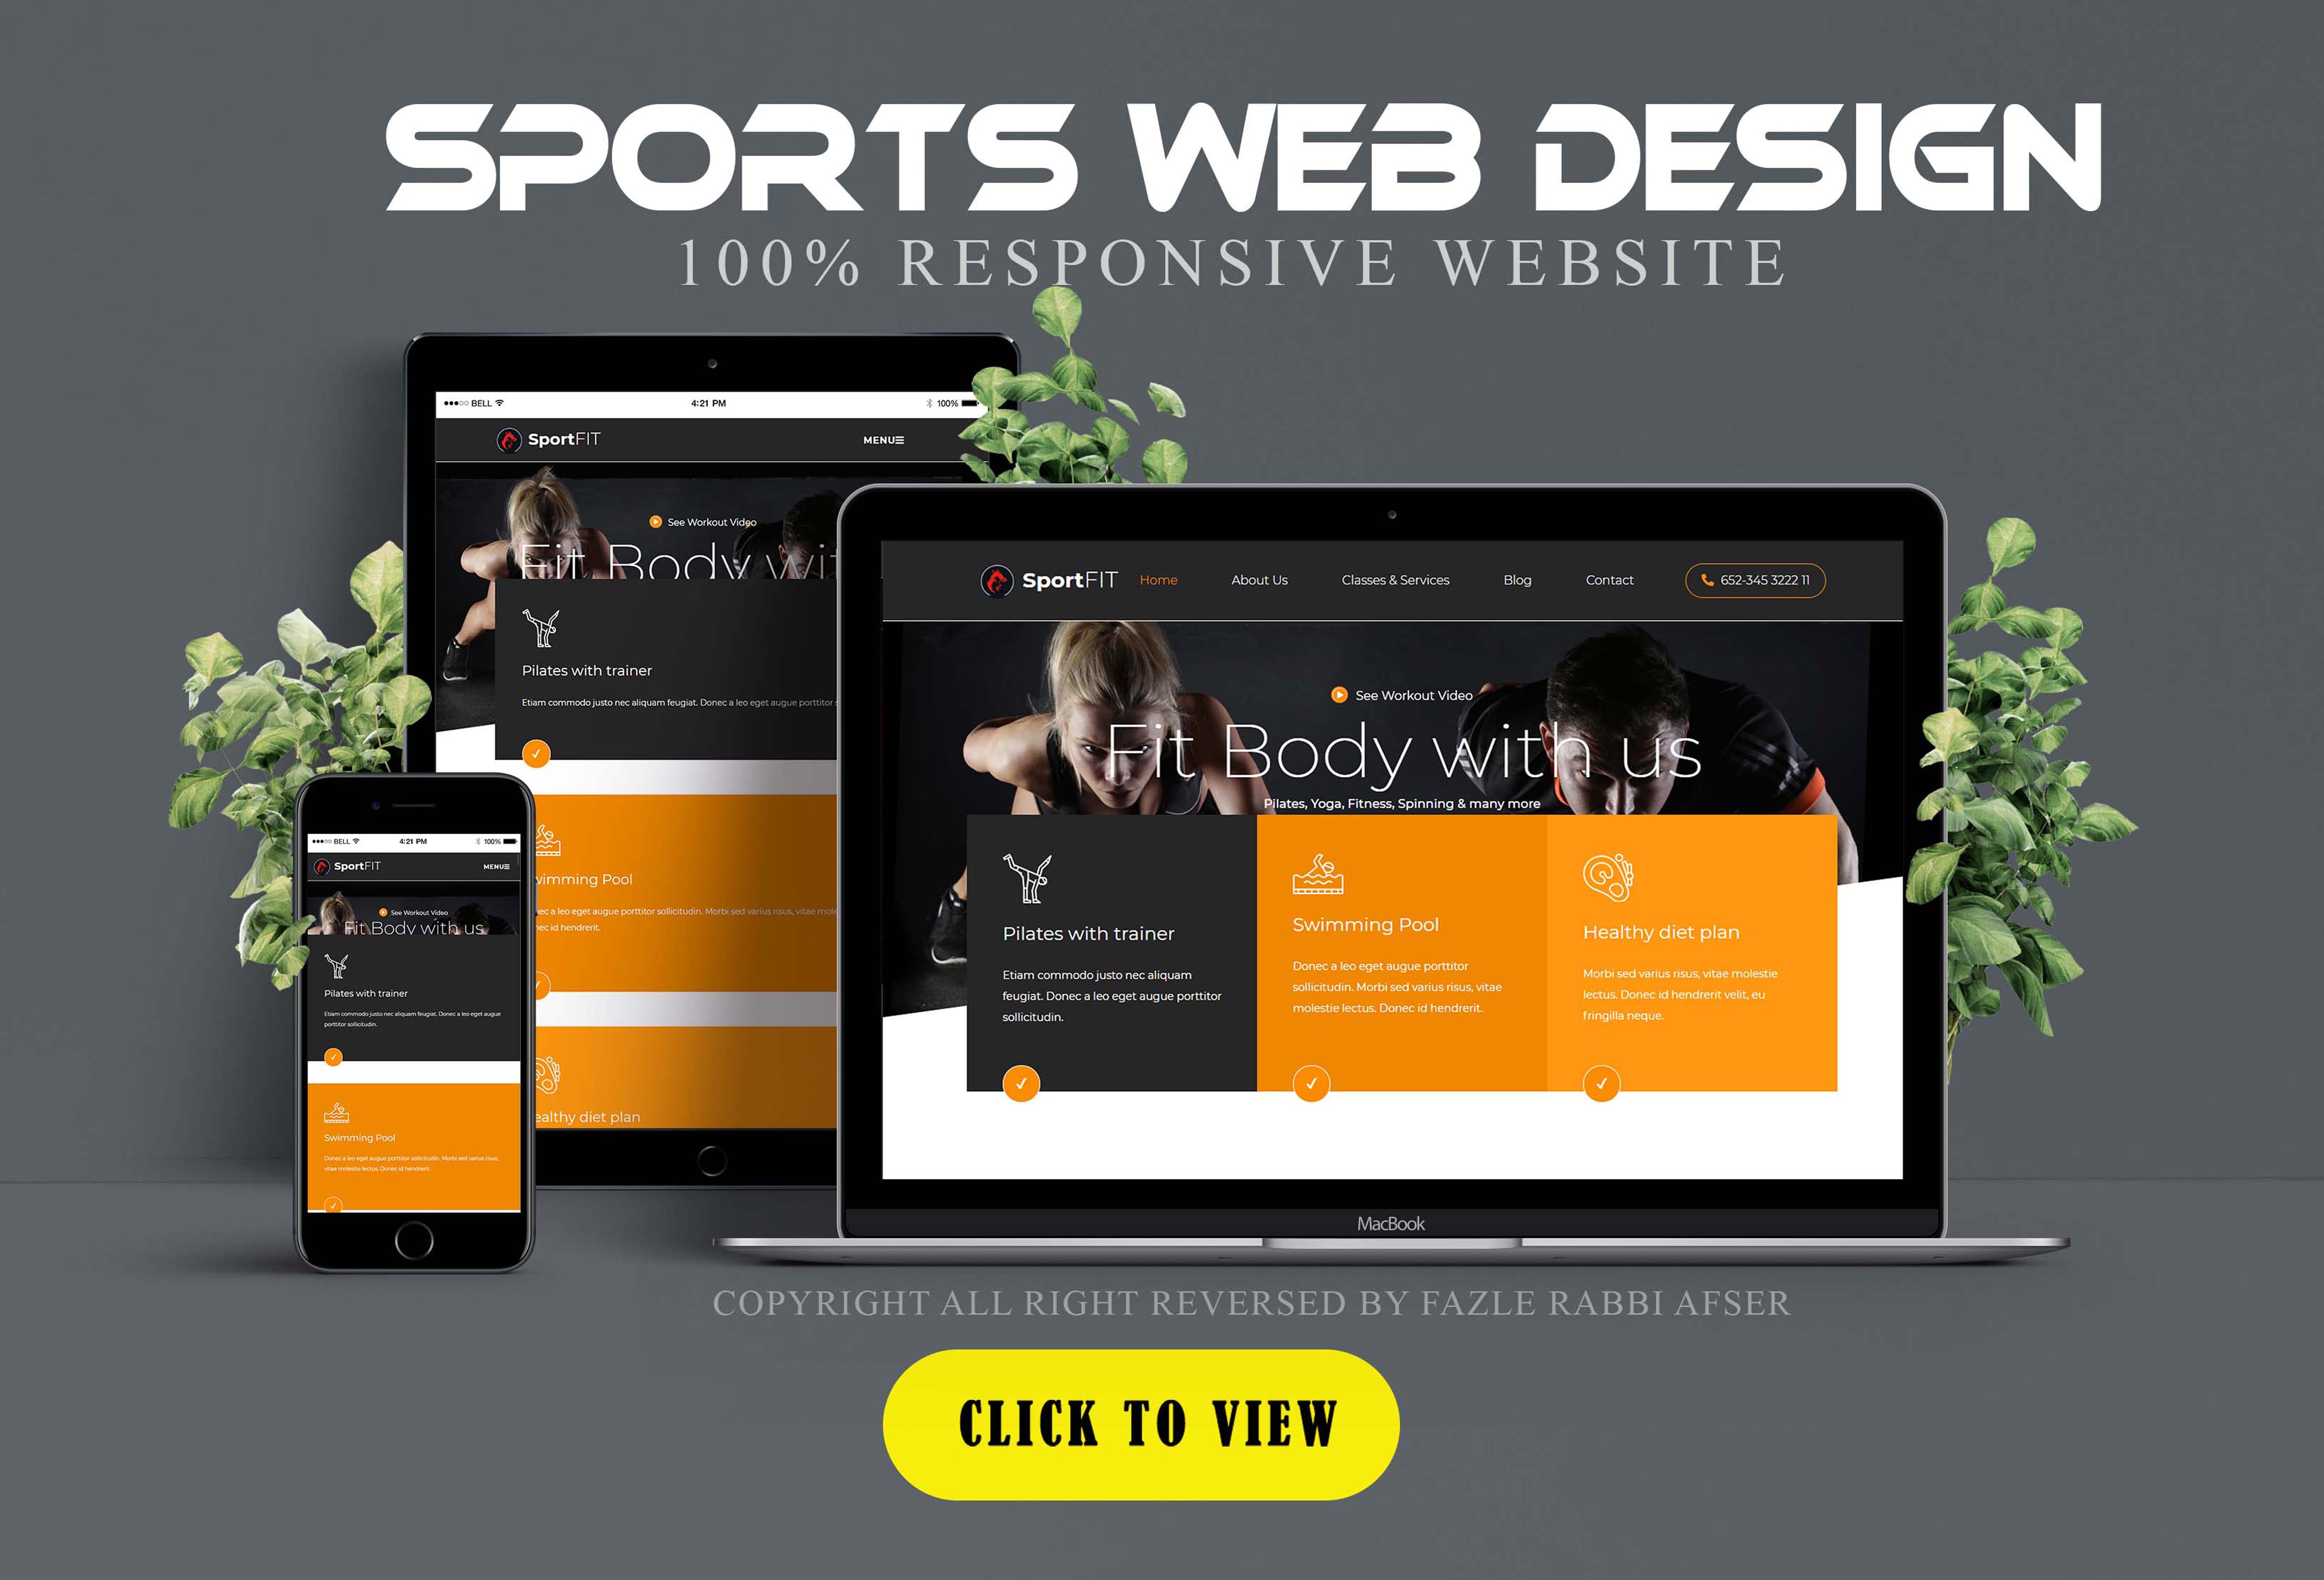 SPORTS WEB DESIGN
100% RESPONSIVE WEBSITE
BELL
4:21 PM
100%
SportFIT
MENU
See Workout Video
Fit Body wit
Pilates with trainer
Etiam commodo justo nec aliquam feugiat. Donec a leo eget augue porttitor
wimming Pool
ec a leo eget augue porttitor sollicitudin. Morbi sed varius risus, vitae mole
ec id hendrerit.
ealthy diet plan
BELL
4:21 PM
100%
SportFIT
MENU
See Workout Video
Fit Body with us
Pilates with trainer
Etiam commodo justo nec aliquam feugiat. Donec a leo eget augue
porttitor sollicitudin.
Swimming Pool
Donec a leo eget augue porttitor sollicitudin. Morbi sed varius risus,
vitae molestie lectus. Donec id hendrerit.
SportFIT
Home
About Us
Classes & Services
Blog
Contact
652-345 3222 11
See Workout Video
Fit Body with us
Pilates, Yoga, Fitness, Spinning & many more
Pilates with trainer
Etiam commodo justo nec aliquam
feugiat. Donec a leo eget augue porttitor
sollicitudin.
Swimming Pool
Donec a leo eget augue porttitor
sollicitudin. Morbi sed varius risus, vitae
molestie lectus. Donec id hendrerit.
Healthy diet plan
Morbi sed varius risus, vitae molestie
lectus. Donec id hendrerit velit, eu
fringilla neque.
MacBook
COPYRIGHT ALL RIGHT REVERSED BY FAZLE RABBI AFSER
CLICK TO VIEW